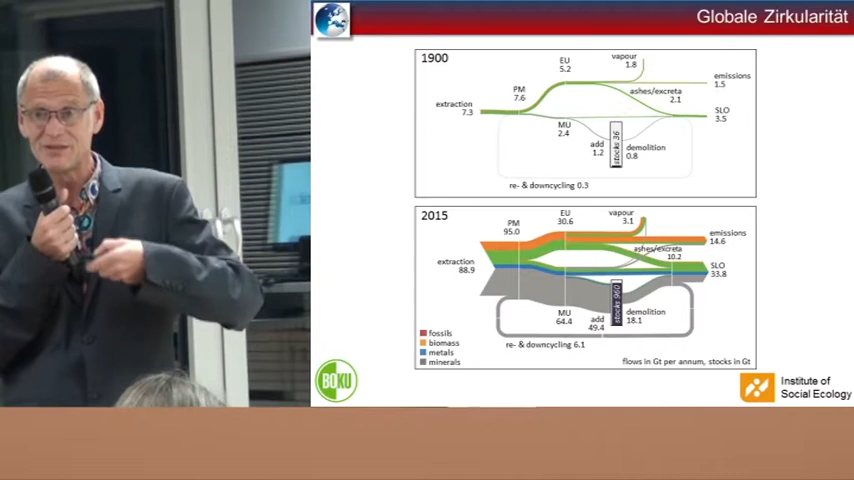 Globale Zirkularität
1900
vapour
1.8
EU
5.2
emissions
1.5
PM
7.6
ashes/excreta
2.1
extraction
7.3
SLO
3.5
MU
2.4
add
1.2
stocks 36
demolition
0.8
re- & downcycling 0.3
2015
vapour
3.1
EU
30.6
PM
95.0
emissions
14.6
ashes/excreta
10.2
extraction
88.9
SLO
33.8
MU
64.4
add
49.4
stocks 960
demolition
18.1
re- & downcycling 6.1
fossils
biomass
metals
minerals
flows in Gt per annum, stocks in Gt
BOKU
Institute of
Social Ecology